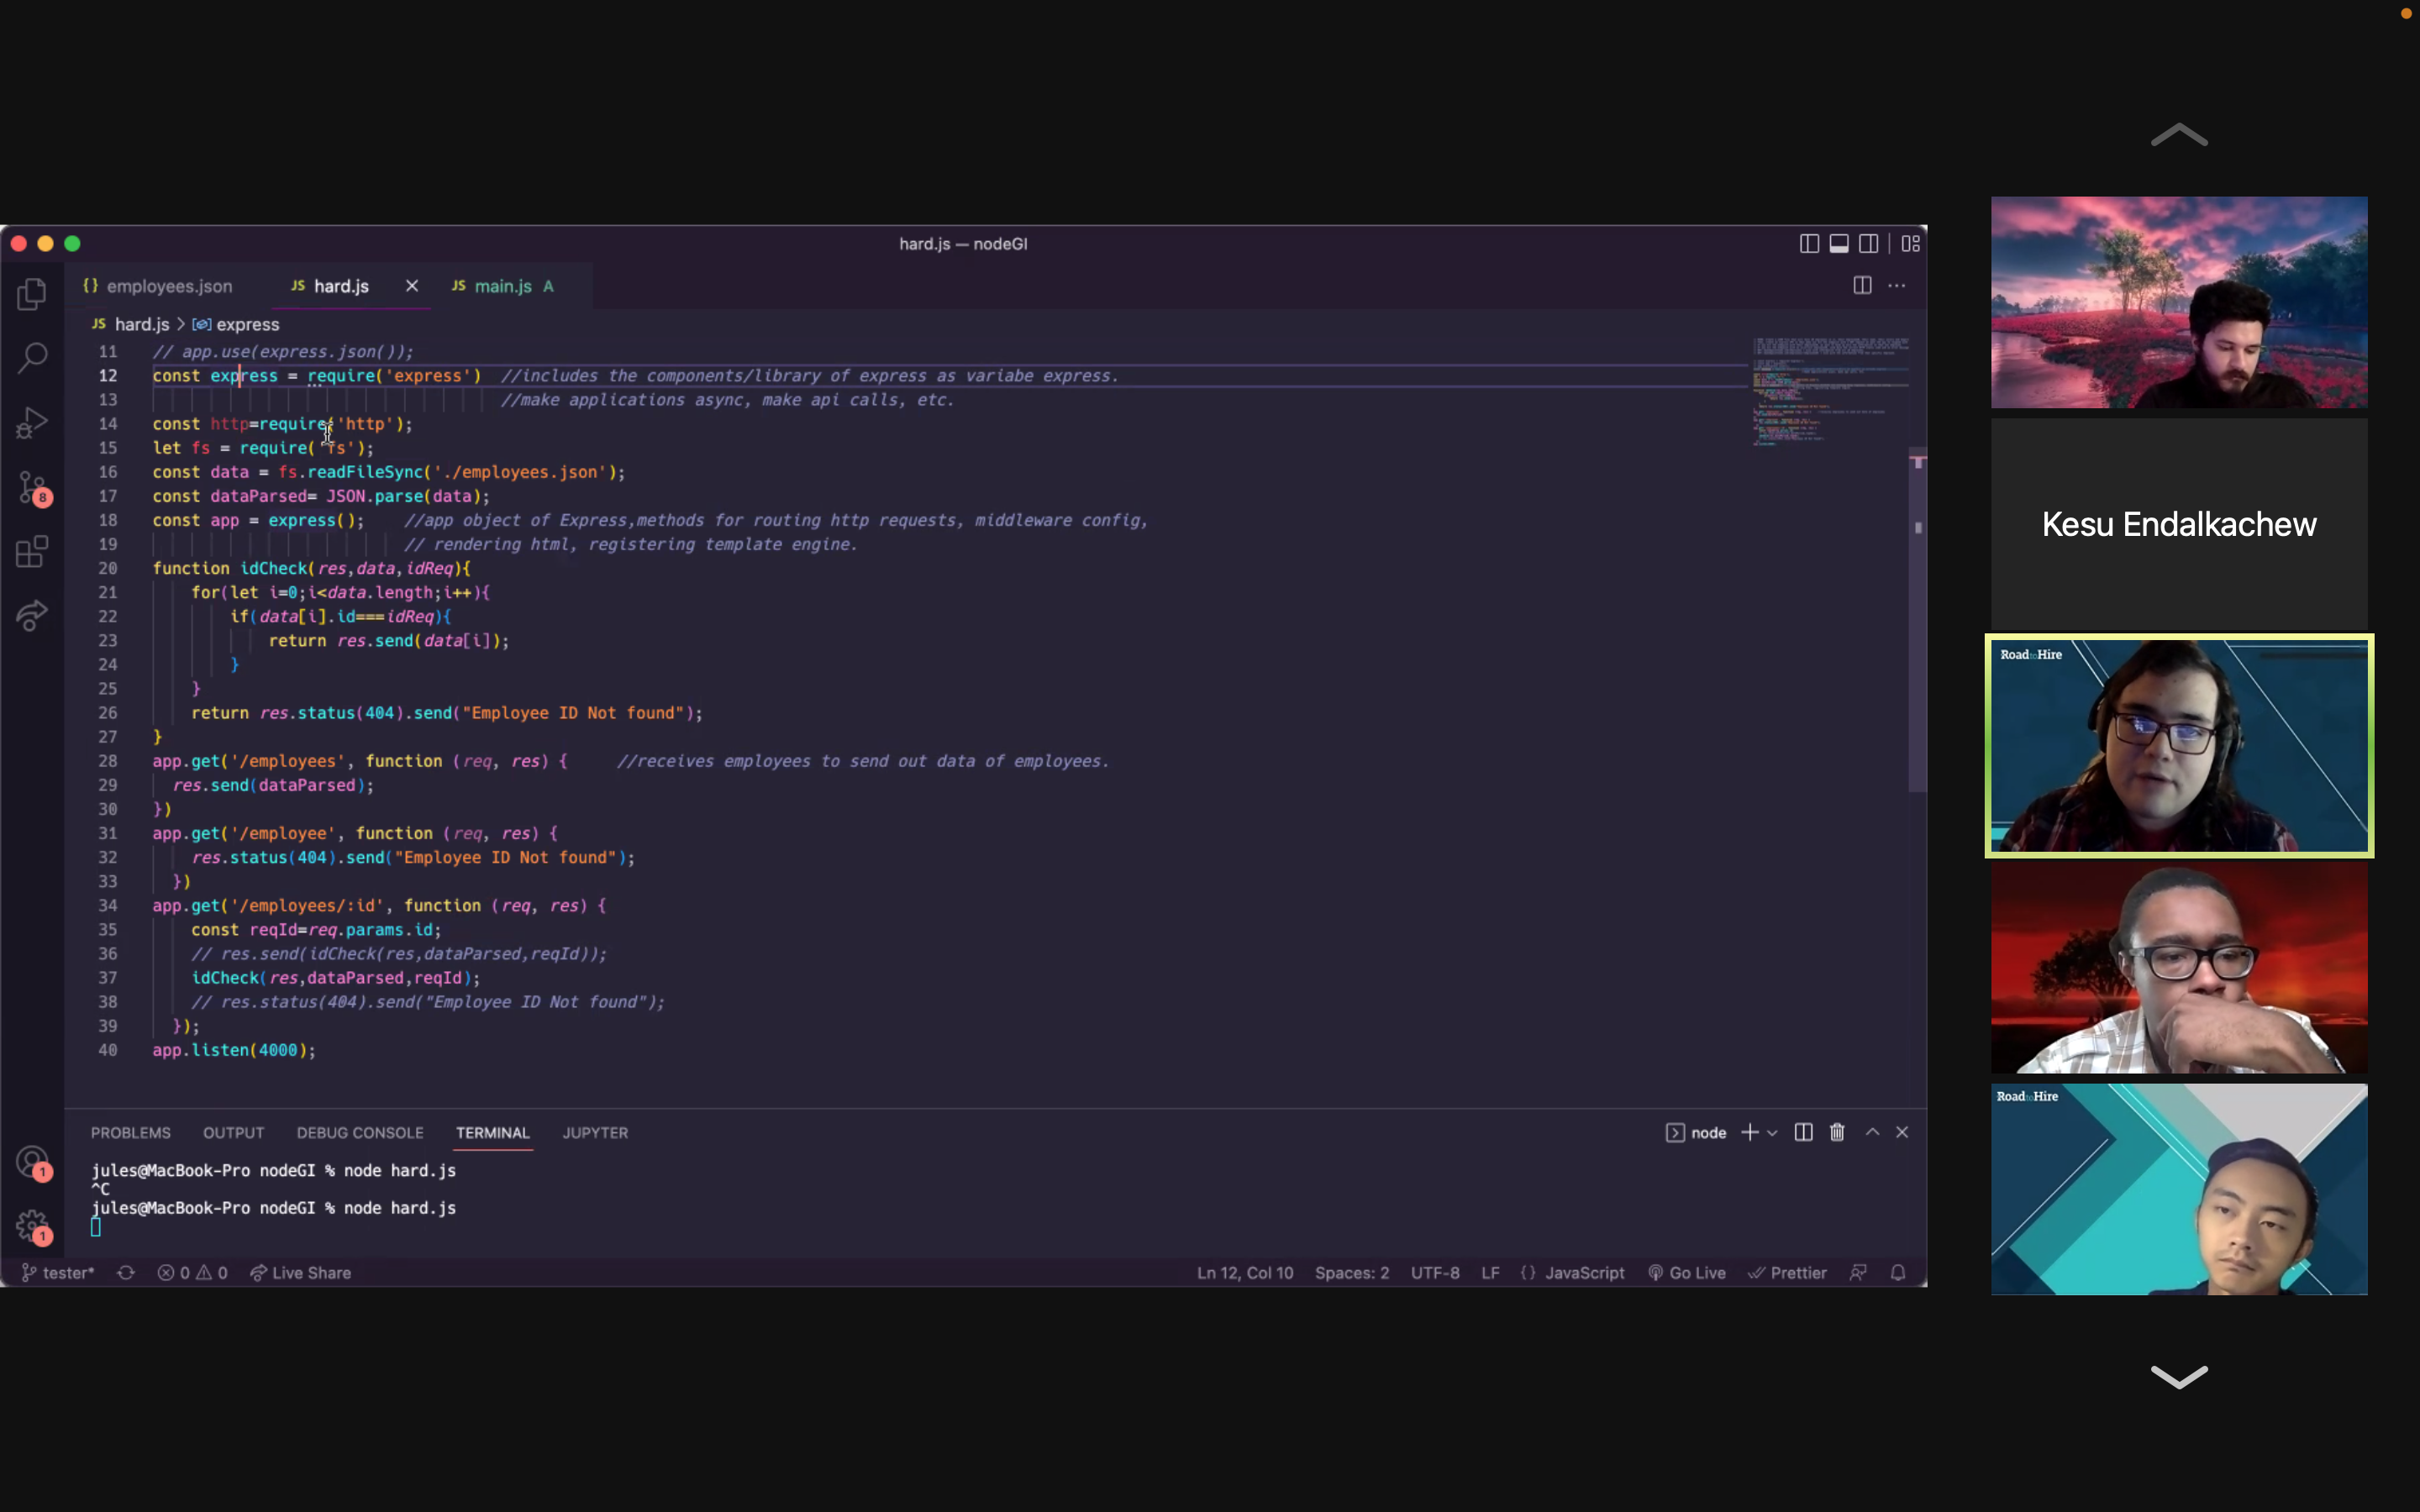 hard.js — nodeGI
{} employees.json
JS hard.js ×
JS main.js A
JS hard.js > express
11 // app.use(express.json());
12 const express = require('express') //includes the components/library of express as variabe express.
13 //make applications async, make api calls, etc.
14 const http=require('http');
15 let fs = require('fs');
16 const data = fs.readFileSync('./employees.json');
17 const dataParsed= JSON.parse(data);
18 const app = express(); //app object of Express,methods for routing http requests, middleware config,
19 // rendering html, registering template engine.
20 function idCheck(res,data,idReq){
21 for(let i=0;i<data.length;i++){
22 if(data[i].id===idReq){
23 return res.send(data[i]);
24 }
25 }
26 return res.status(404).send("Employee ID Not found");
27 }
28 app.get('/employees', function (req, res) { //receives employees to send out data of employees.
29 res.send(dataParsed);
30 })
31 app.get('/employee', function (req, res) {
32 res.status(404).send("Employee ID Not found");
33 })
34 app.get('/employees/:id', function (req, res) {
35 const reqId=req.params.id;
36 // res.send(idCheck(res,dataParsed,reqId));
37 idCheck(res,dataParsed,reqId);
38 // res.status(404).send("Employee ID Not found");
39 });
40 app.listen(4000);
8
1
1
PROBLEMS OUTPUT DEBUG CONSOLE TERMINAL JUPYTER
node
jules@MacBook-Pro nodeGI % node hard.js
^C
jules@MacBook-Pro nodeGI % node hard.js
tester* 0 0 Live Share
Ln 12, Col 10 Spaces: 2 UTF-8 LF {} JavaScript Go Live Prettier
Kesu Endalkachew
Road to Hire
Road to Hire